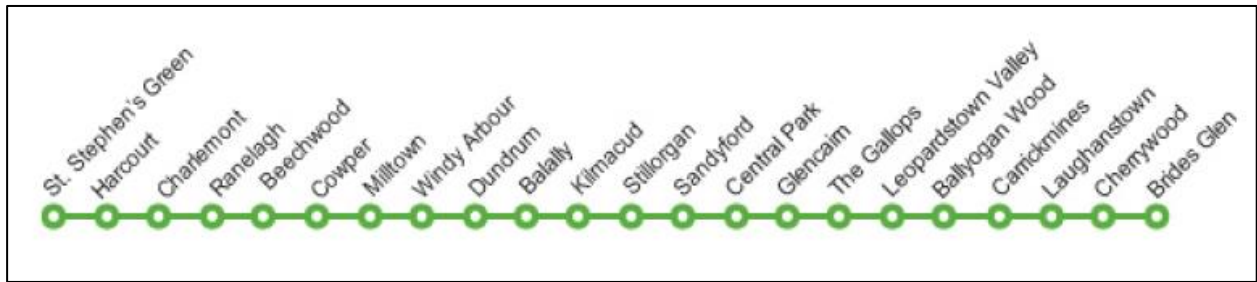 St. Stephen's Green
Harcourt
Charlemont
Ranelagh
Beechwood
Cowper
Milltown
Windy Arbour
Dundrum
Balally
Kilmacud
Stillorgan
Sandyford
Central Park
Glencairn
The Gallops
Leopardstown Valley
Ballyogan Wood
Carrickmines
Laughanstown
Cherrywood
Brides Glen